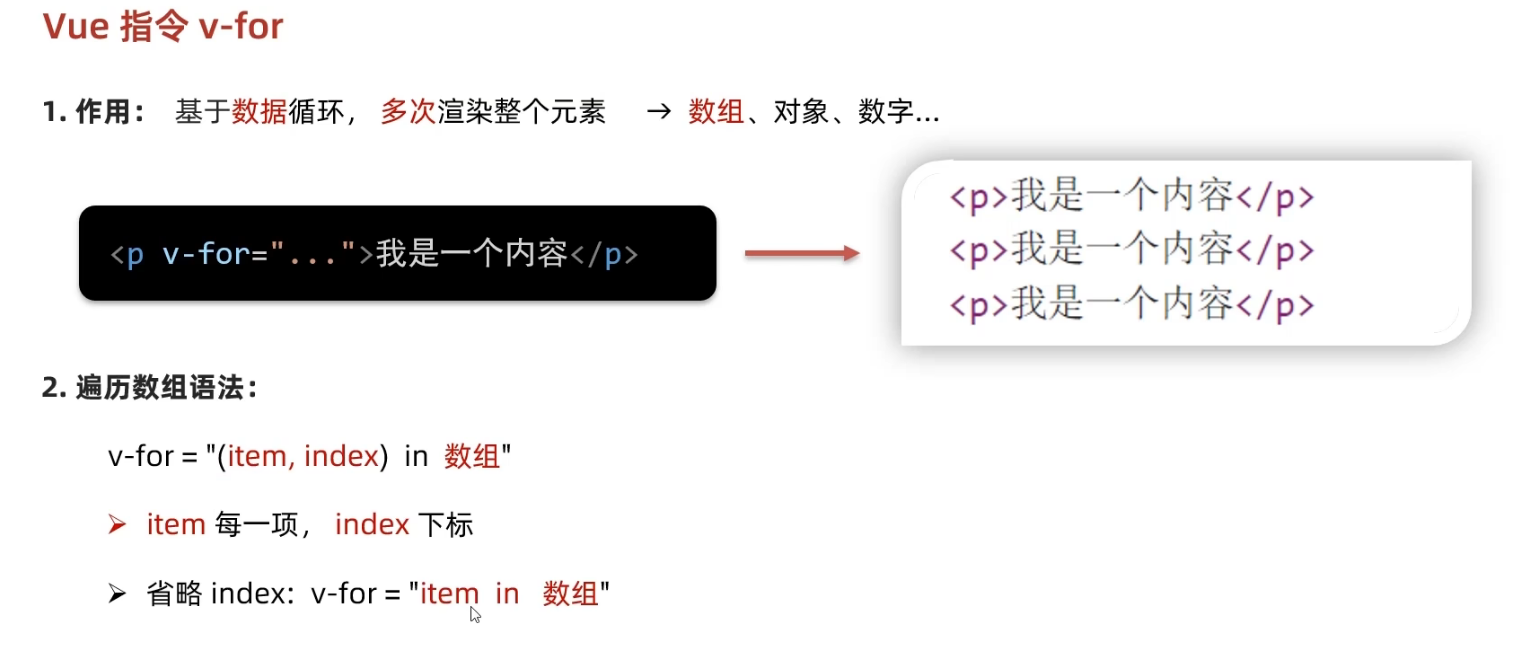 Vue 指令 v-for
1. 作用： 基于数据循环， 多次渲染整个元素 → 数组、对象、数字...
<p v-for="...">我是一个内容</p>
<p>我是一个内容</p>
<p>我是一个内容</p>
<p>我是一个内容</p>
2. 遍历数组语法：
v-for = "(item, index) in 数组"
➤ item 每一项， index 下标
➤ 省略 index：v-for = "item in 数组"